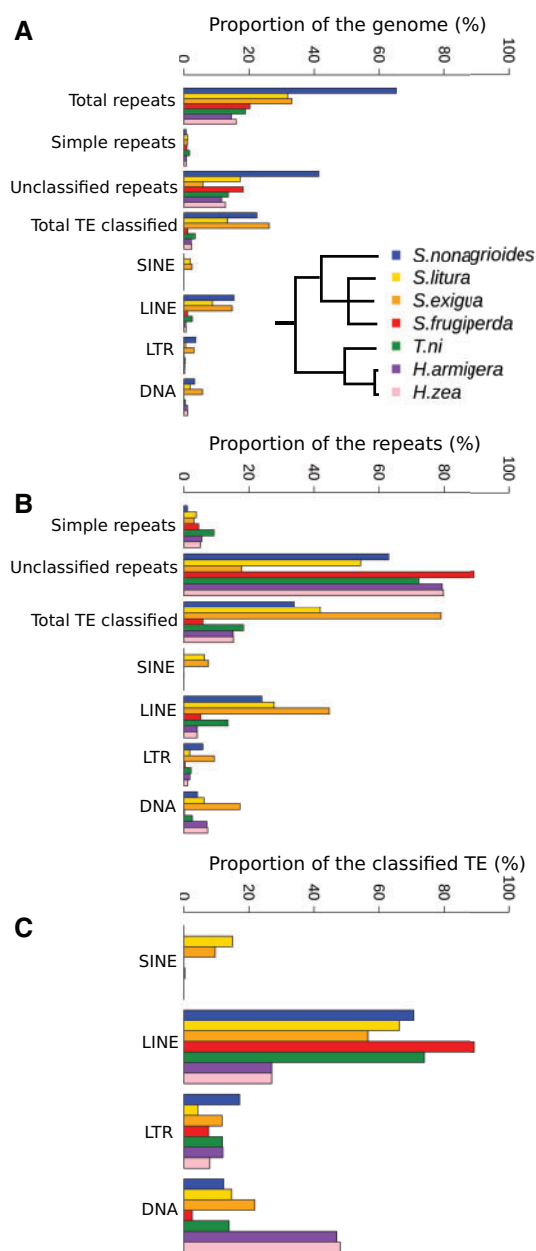 A
Proportion of the genome (%)
0 20 40 60 80 100
Total repeats
Simple repeats
Unclassified repeats
Total TE classified
SINE
LINE
LTR
DNA
S.nonagrioides
S.litura
S.exigua
S.frugiperda
T.ni
H.armigera
H.zea
B
Proportion of the repeats (%)
0 20 40 60 80 100
Simple repeats
Unclassified repeats
Total TE classified
SINE
LINE
LTR
DNA
C
Proportion of the classified TE (%)
0 20 40 60 80 100
SINE
LINE
LTR
DNA